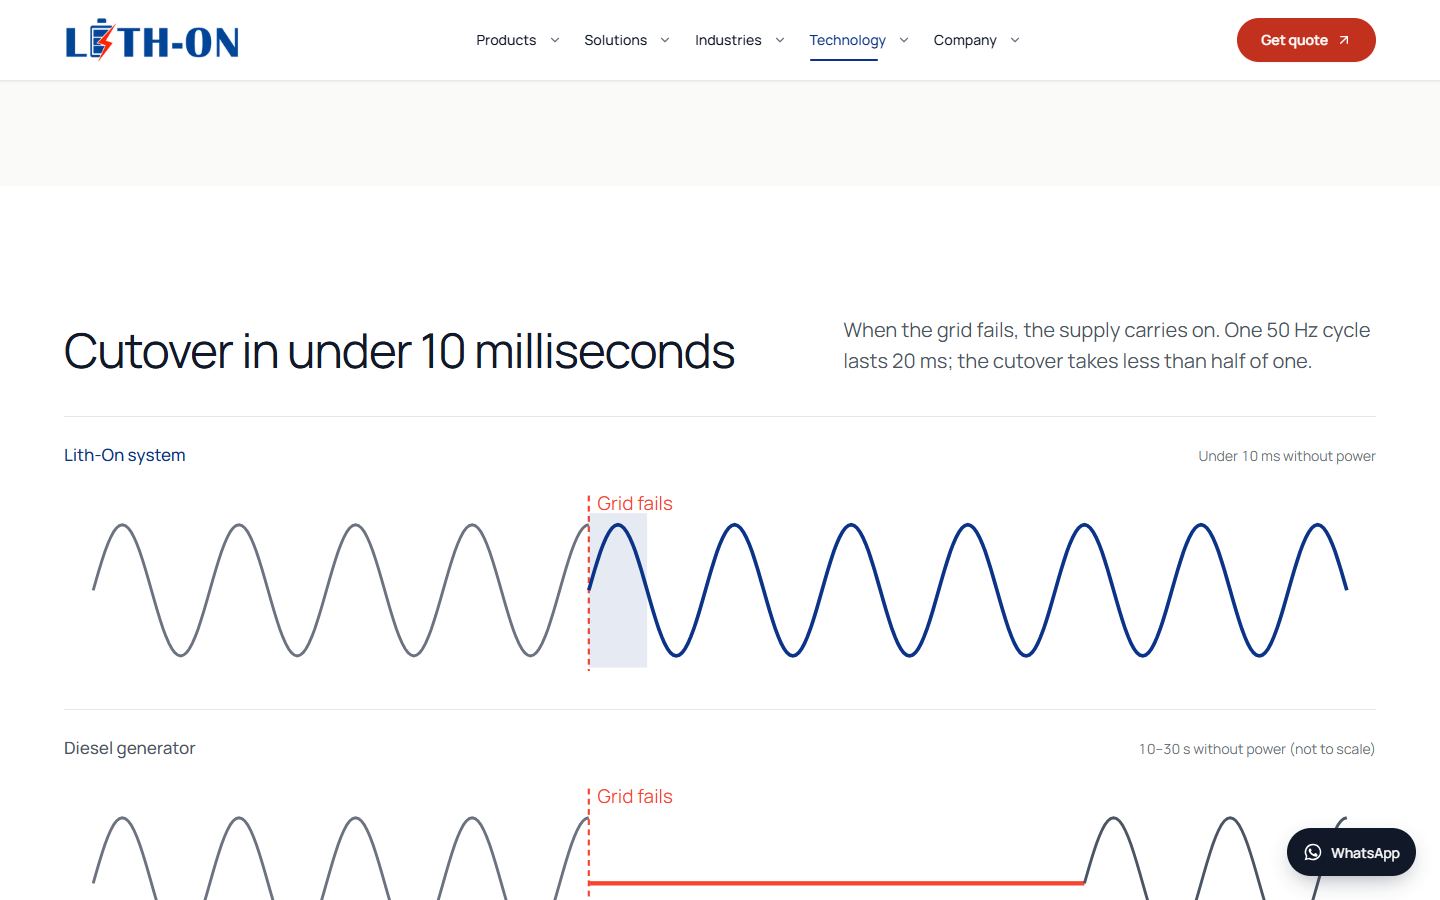 LITH-ON
Products
Solutions
Industries
Technology
Company
Get quote
Cutover in under 10 milliseconds
When the grid fails, the supply carries on. One 50 Hz cycle
lasts 20 ms; the cutover takes less than half of one.
Lith-On system
Under 10 ms without power
Grid fails
Diesel generator
10–30 s without power (not to scale)
Grid fails
WhatsApp